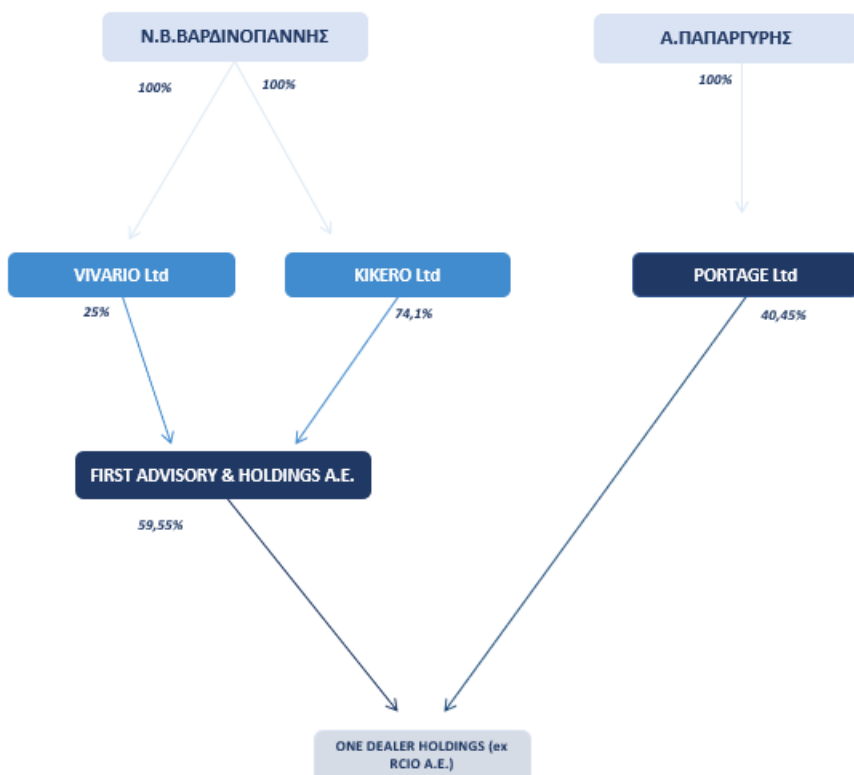 Ν.Β.ΒΑΡΔΙΝΟΓΙΑΝΝΗΣ
Α.ΠΑΠΑΡΓΥΡΗΣ
100%
100%
100%
VIVARIO Ltd
KIKERO Ltd
PORTAGE Ltd
25%
74,1%
40,45%
FIRST ADVISORY & HOLDINGS A.E.
59,55%
ONE DEALER HOLDINGS (ex
RCIO A.E.)